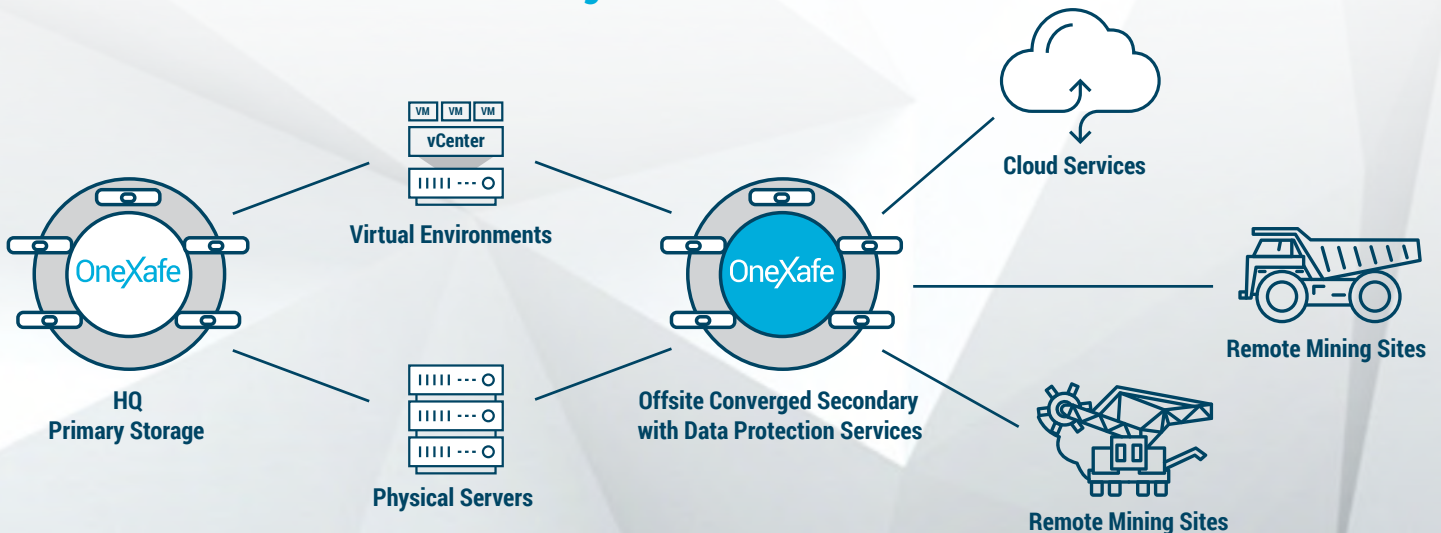 VM VM VM
vCenter
Virtual Environments
OneXafe
HQ
Primary Storage
Physical Servers
OneXafe
Offsite Converged Secondary
with Data Protection Services
Cloud Services
Remote Mining Sites
Remote Mining Sites